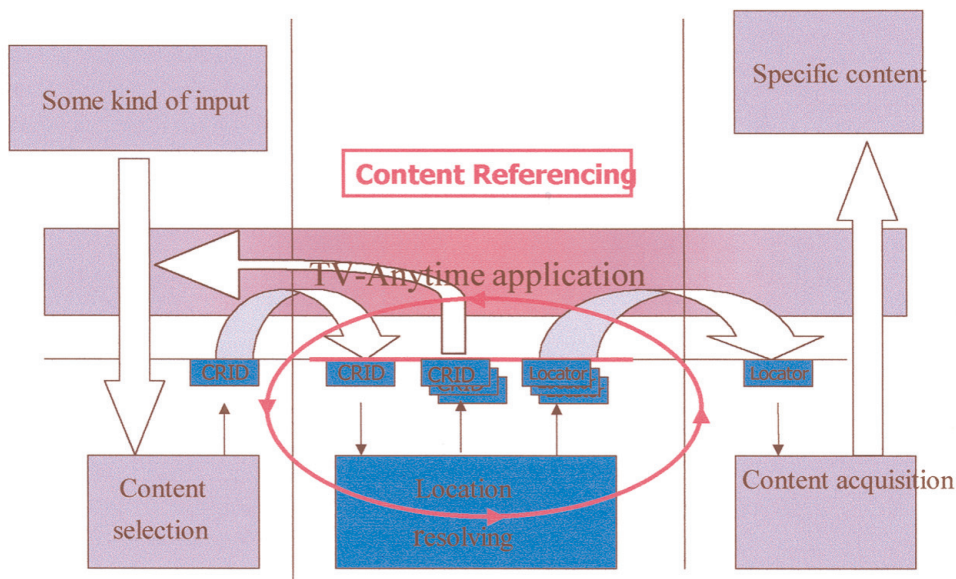 Some kind of input
Specific content
Content Referencing
TV-Anytime application
CRID
CRID
CRID
CRID
Locator
Locator
Content
selection
Location
resolving
Content acquisition